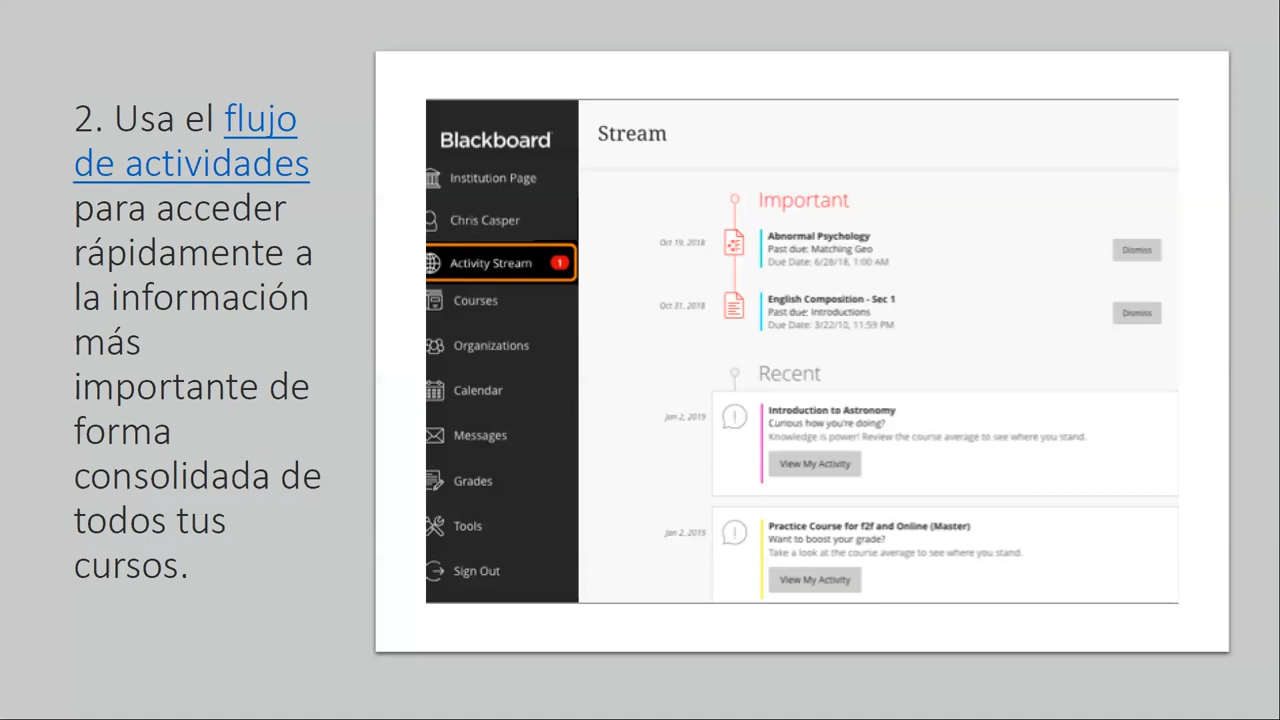 2. Usa el flujo
de actividades
para acceder
rápidamente a
la información
más
importante de
forma
consolidada de
todos tus
cursos.
Blackboard
Institution Page
Chris Casper
Activity Stream 1
Courses
Organizations
Calendar
Messages
Grades
Tools
Sign Out
Stream
Important
Oct 19, 2018
Abnormal Psychology
Past due: Matching Geo
Due Date: 6/28/18, 1:00 AM
Dismiss
Oct 31, 2018
English Composition - Sec 1
Past due: Introductions
Due Date: 3/22/10, 11:59 PM
Dismiss
Recent
Jan 2, 2019
Introduction to Astronomy
Curious how you're doing?
Knowledge is power! Review the course average to see where you stand.
View My Activity
Jan 2, 2019
Practice Course for f2f and Online (Master)
Want to boost your grade?
Take a look at the course average to see where you stand.
View My Activity